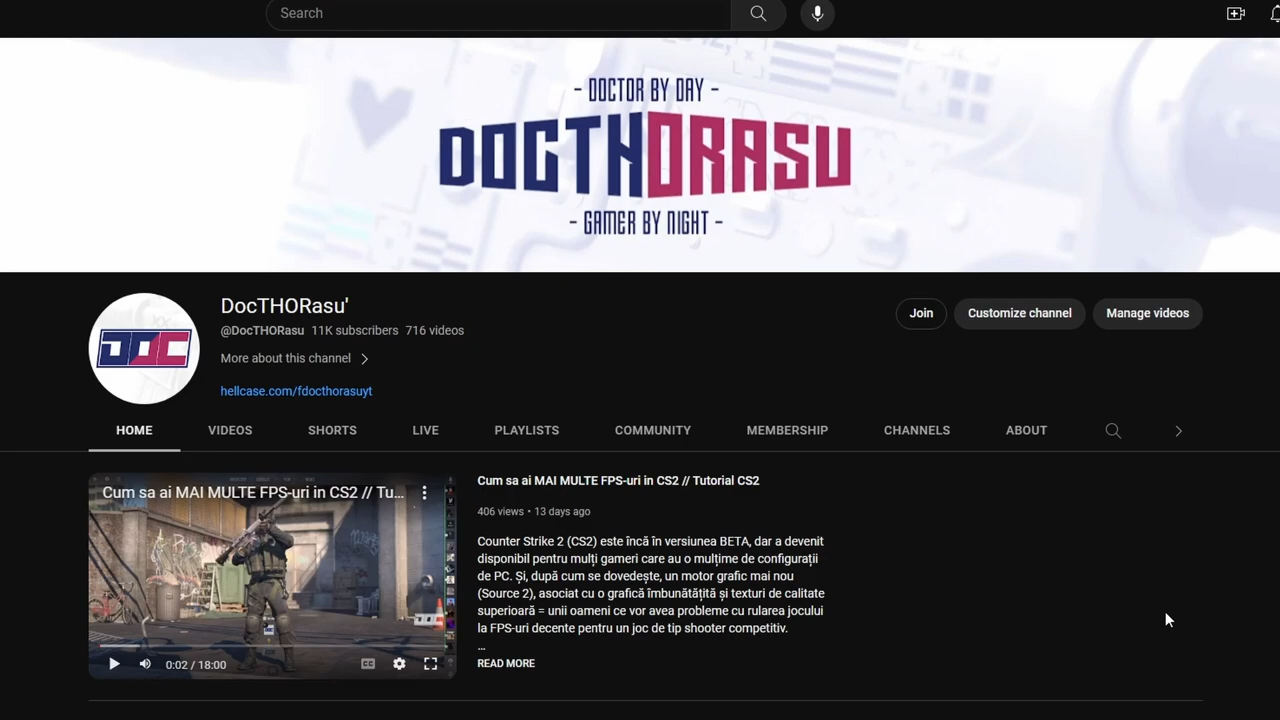 Search
- DOCTOR BY DAY -
DOCTHORASU
- GAMER BY NIGHT -
DOC
DocTHORasu'
@DocTHORasu 11K subscribers 716 videos
More about this channel
hellcase.com/fdocthorasuyt
Join
Customize channel
Manage videos
HOME
VIDEOS
SHORTS
LIVE
PLAYLISTS
COMMUNITY
MEMBERSHIP
CHANNELS
ABOUT
Cum sa ai MAI MULTE FPS-uri in CS2 // Tu...
0:02 / 18:00
CC
Cum sa ai MAI MULTE FPS-uri in CS2 // Tutorial CS2
406 views • 13 days ago
Counter Strike 2 (CS2) este încă în versiunea BETA, dar a devenit
disponibil pentru mulți gameri care au o mulțime de configurații
de PC. Și, după cum se dovedește, un motor grafic mai nou
(Source 2), asociat cu o grafică îmbunătățită și texturi de calitate
superioară = unii oameni ce vor avea probleme cu rularea jocului
la FPS-uri decente pentru un joc de tip shooter competitiv.
...
READ MORE